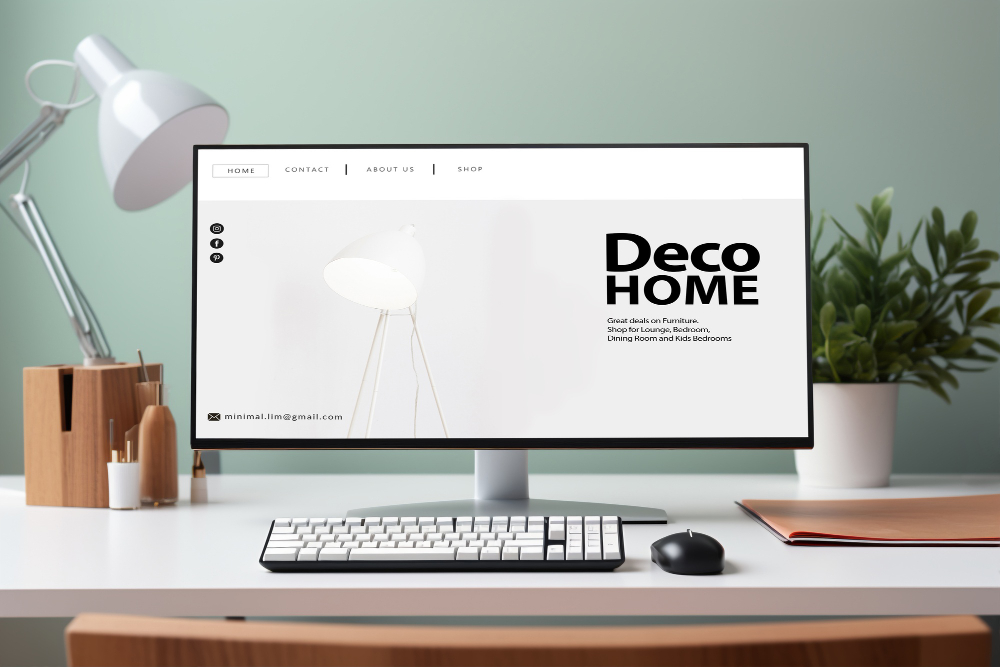 HOME
CONTACT | ABOUT US | SHOP
Deco
HOME
Great deals on Furniture.
Shop for Lounge, Bedroom,
Dining Room and Kids Bedrooms
minimal.lim@gmail.com